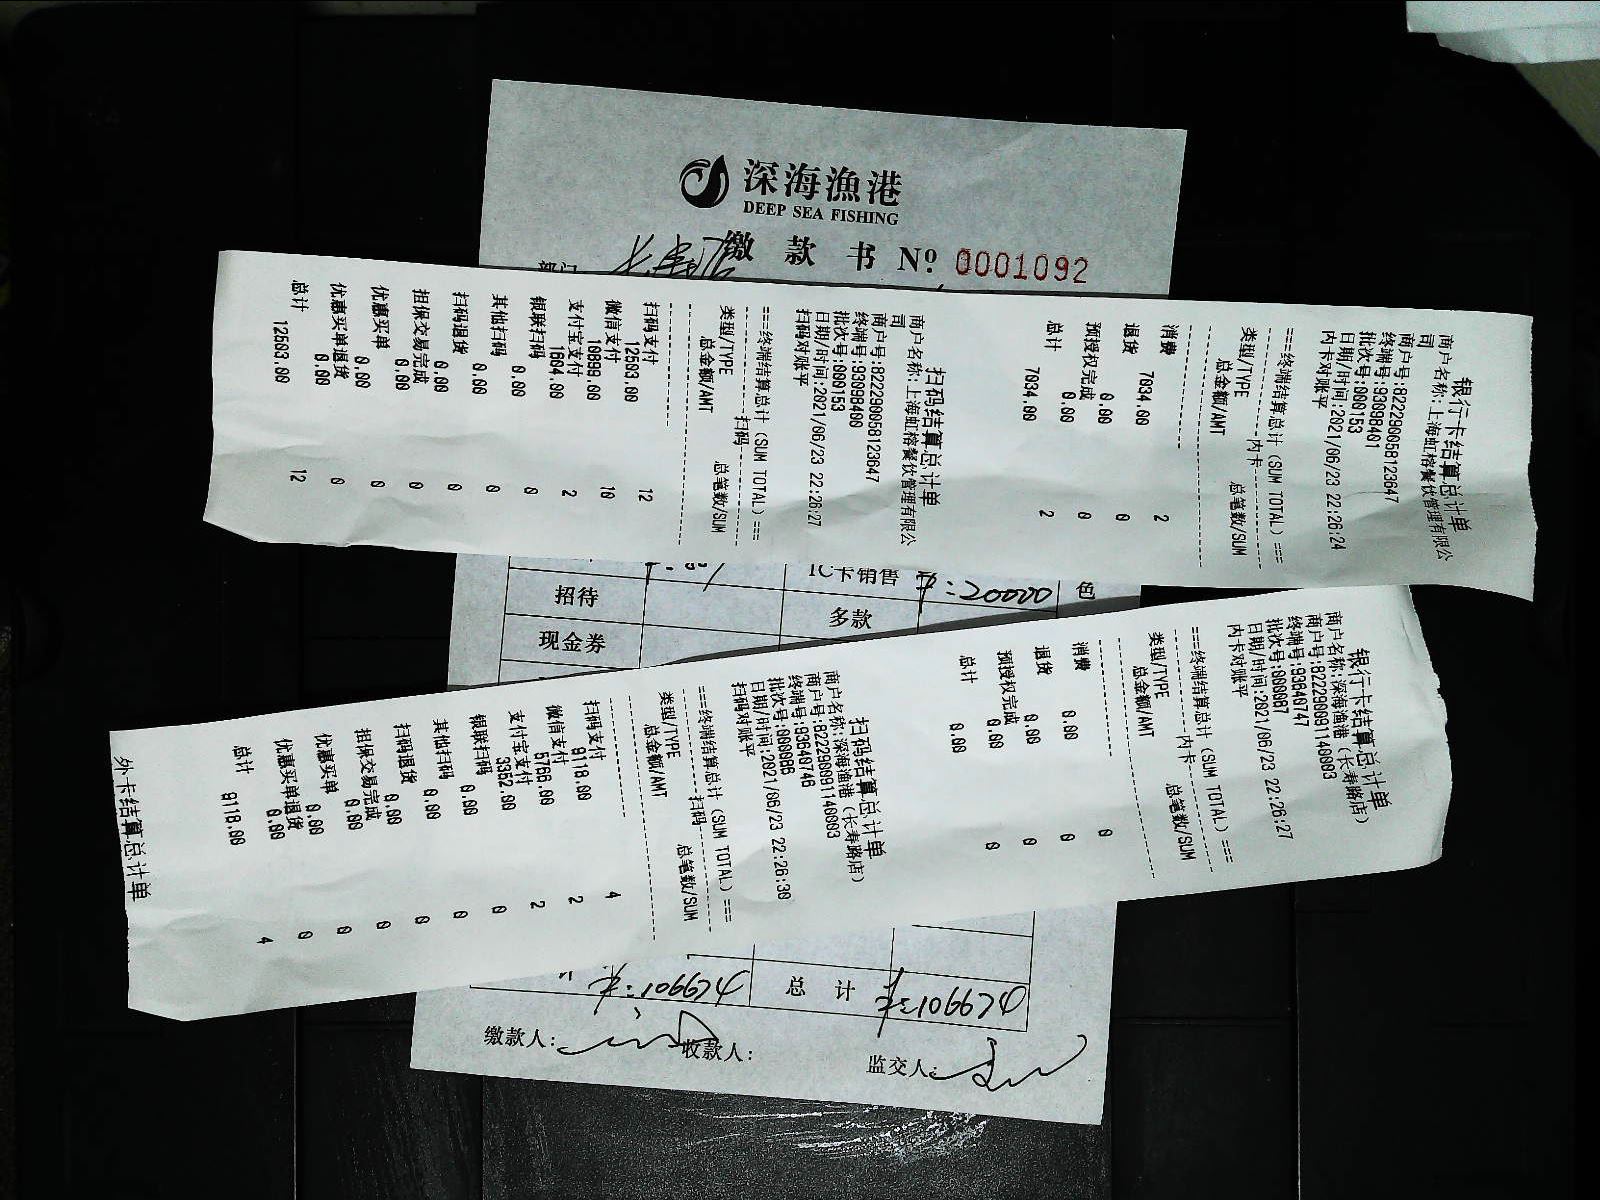 深海漁港
DEEP SEA FISHING
缴 款 书 Nº 0001092
部门
长寿店
银行卡结算总计单
商户名称:上海虹榕餐饮管理有限公
司
商户号:822290058123647
终端号:93098401
批次号:000153
日期/时间:2021/06/23 22:26:24
内卡对账平
===终端结算总计(SUM TOTAL)===
内卡
类型/TYPE 总笔数/SUM
总金额/AMT
消费 2
7034.00
退货 0
0.00
预授权完成 0
0.00
总计 2
7034.00
扫码结算总计单
商户名称:上海虹榕餐饮管理有限公
司
商户号:822290058123647
终端号:93098400
批次号:000153
日期/时间:2021/06/23 22:26:27
扫码对账平
===终端结算总计(SUM TOTAL)===
扫码
类型/TYPE 总笔数/SUM
总金额/AMT
扫码支付 12
12503.00
微信支付 10
10899.00
支付宝支付 2
1604.00
银联扫码 0
0.00
其他扫码 0
0.00
扫码退货 0
0.00
担保交易完成 0
0.00
优惠买单 0
0.00
优惠买单退货 0
0.00
总计 12
12503.00
IC卡销售 ¥:20000 色
招待 多款
现金券
银行卡结算总计单
商户名称:深海渔港(长寿路店)
商户号:822290091140003
终端号:93640747
批次号:000087
日期/时间:2021/06/23 22:26:27
内卡对账平
===终端结算总计(SUM TOTAL)===
内卡
类型/TYPE 总笔数/SUM
总金额/AMT
消费 0
0.00
退货 0
0.00
预授权完成 0
0.00
总计 0
0.00
扫码结算总计单
商户名称:深海渔港(长寿路店)
商户号:822290091140003
终端号:93640746
批次号:000086
日期/时间:2021/06/23 22:26:30
扫码对账平
===终端结算总计(SUM TOTAL)===
扫码
类型/TYPE 总笔数/SUM
总金额/AMT
扫码支付 4
9118.00
微信支付 2
5766.00
支付宝支付 2
3352.00
银联扫码 0
0.00
其他扫码 0
0.00
扫码退货 0
0.00
担保交易完成 0
0.00
优惠买单 0
0.00
优惠买单退货 0
0.00
总计 4
9118.00
外卡结算总计单
总 计
缴款人: 收款人: 监交人: